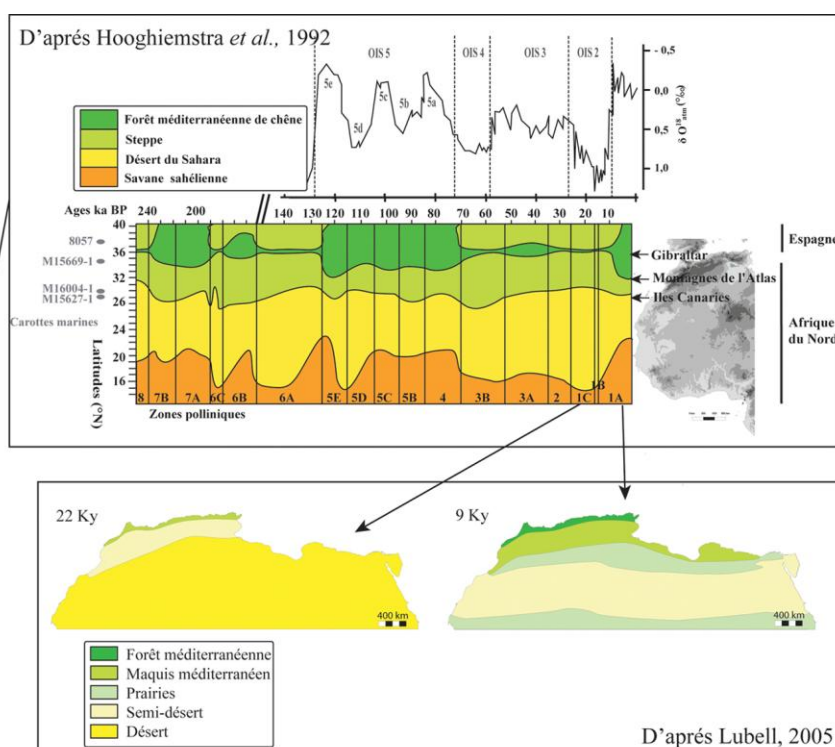 D'aprés Hooghiemstra et al., 1992
OIS 5
OIS 4
OIS 3
OIS 2
5e
5d
5c
5b
5a
- 0,5
0,0
0,5
1,0
δ O¹⁸ atm (°/₀₀)
Forêt méditerranéenne de chêne
Steppe
Désert du Sahara
Savane sahélienne
Ages ka BP
240 200 140 130 120 110 100 90 80 70 60 50 40 30 20 10
8057
M15669-1
M16004-1
M15627-1
Carottes marines
Latitudes (°N)
40
36
32
28
24
20
16
Gibraltar
Montagnes de l'Atlas
Iles Canaries
Espagne
Afrique
du Nord
8 7B 7A 6C 6B 6A 5E 5D 5C 5B 4 3B 3A 2 1C 1B 1A
Zones polliniques
22 Ky
9 Ky
400 km
400 km
Forêt méditerranéenne
Maquis méditerranéen
Prairies
Semi-désert
Désert
D'aprés Lubell, 2005